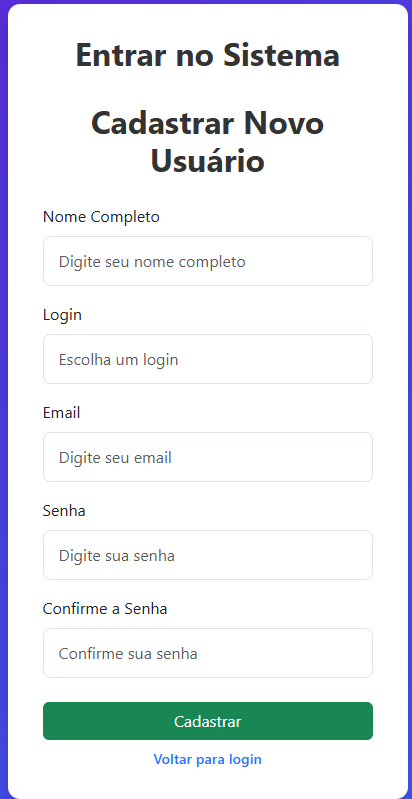 Entrar no Sistema
Cadastrar Novo
Usuário
Nome Completo
Digite seu nome completo
Login
Escolha um login
Email
Digite seu email
Senha
Digite sua senha
Confirme a Senha
Confirme sua senha
Cadastrar
Voltar para login